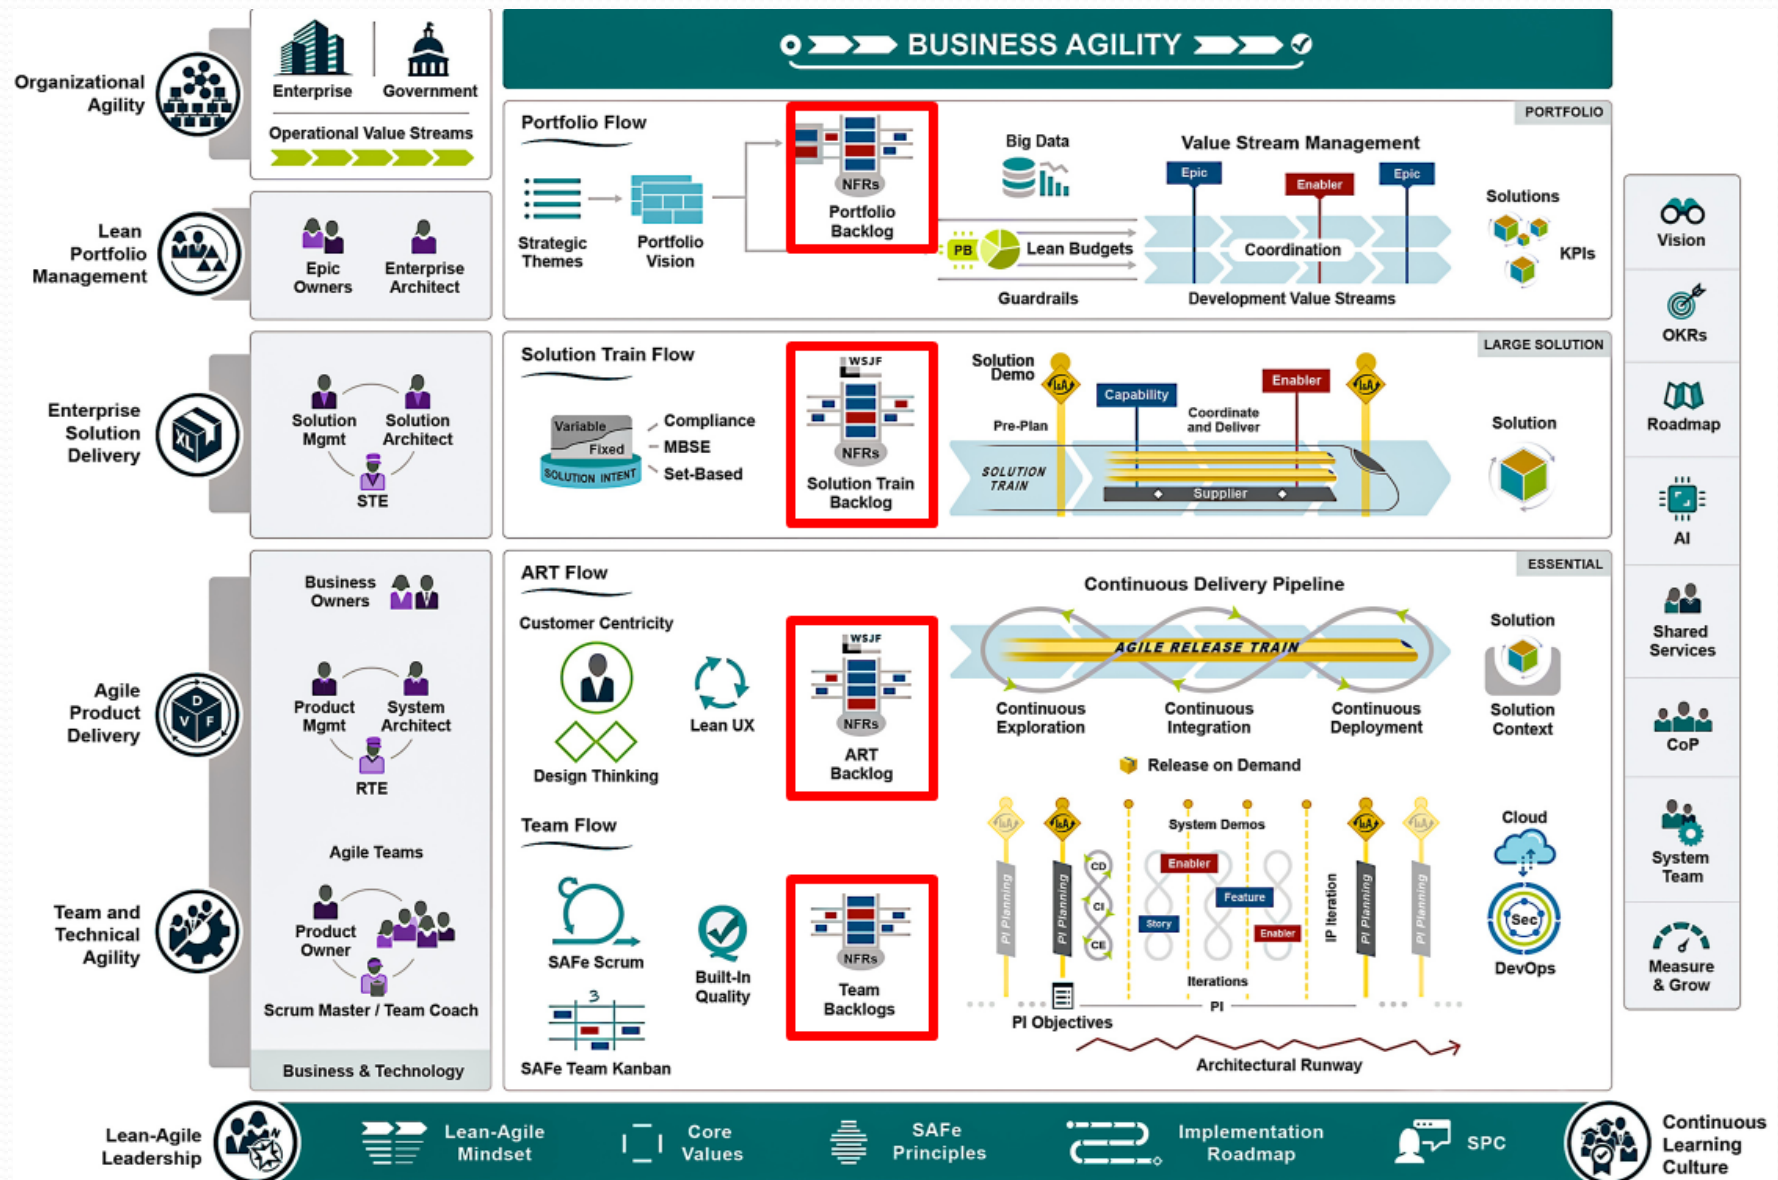 Organizational
Agility
Enterprise
Government
Operational Value Streams
BUSINESS AGILITY
Lean
Portfolio
Management
Epic
Owners
Enterprise
Architect
PORTFOLIO
Portfolio Flow
Strategic
Themes
Portfolio
Vision
NFRs
Portfolio
Backlog
Big Data
PB
Lean Budgets
Guardrails
Value Stream Management
Epic
Enabler
Epic
Coordination
Development Value Streams
Solutions
KPIs
Enterprise
Solution
Delivery
XL
Solution
Mgmt
Solution
Architect
STE
LARGE SOLUTION
Solution Train Flow
Variable
Fixed
SOLUTION INTENT
Compliance
MBSE
Set-Based
WSJF
NFRs
Solution Train
Backlog
Solution
Demo
I&A
I&A
Pre-Plan
Capability
Coordinate
and Deliver
Enabler
SOLUTION
TRAIN
Supplier
Solution
Agile
Product
Delivery
D
V F
Business
Owners
Product
Mgmt
System
Architect
RTE
ESSENTIAL
ART Flow
Customer Centricity
Design Thinking
Lean UX
WSJF
NFRs
ART
Backlog
Continuous Delivery Pipeline
AGILE RELEASE TRAIN
Continuous
Exploration
Continuous
Integration
Continuous
Deployment
Release on Demand
Solution
Solution
Context
Team and
Technical
Agility
Agile Teams
Product
Owner
Scrum Master / Team Coach
Business & Technology
Team Flow
SAFe Scrum
3
SAFe Team Kanban
Built-In
Quality
NFRs
Team
Backlogs
I&A
I&A
I&A
I&A
System Demos
PI Planning
PI Planning
CD
CI
CE
Enabler
Feature
Story
Enabler
IP Iteration
PI Planning
PI Planning
Iterations
PI
PI Objectives
Architectural Runway
Cloud
Sec
DevOps
Vision
OKRs
Roadmap
AI
Shared
Services
CoP
System
Team
Measure
& Grow
Lean-Agile
Leadership
N
Lean-Agile
Mindset
Core
Values
SAFe
Principles
Implementation
Roadmap
SPC
Continuous
Learning
Culture